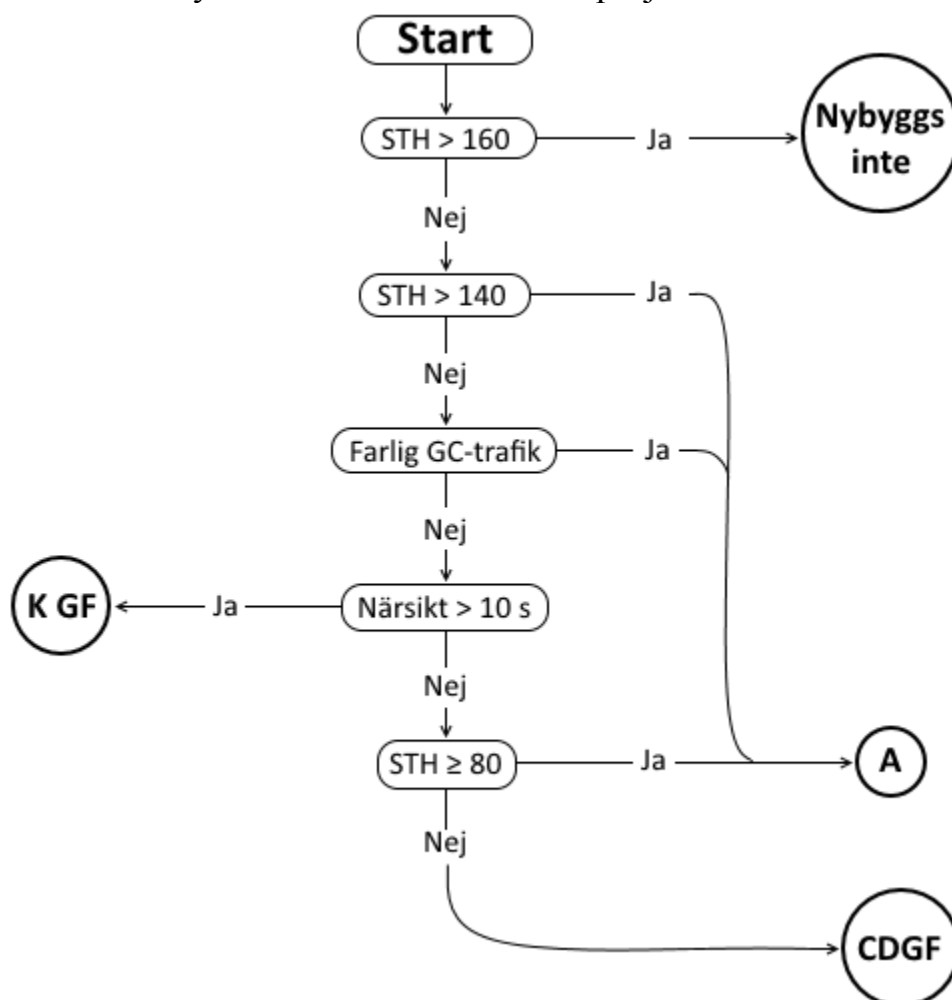 Start
STH > 160
Ja
Nybyggs
inte
Nej
STH > 140
Ja
Nej
Farlig GC-trafik
Ja
Nej
K GF
Ja
Närsikt > 10 s
Nej
STH ≥ 80
Ja
A
Nej
CDGF